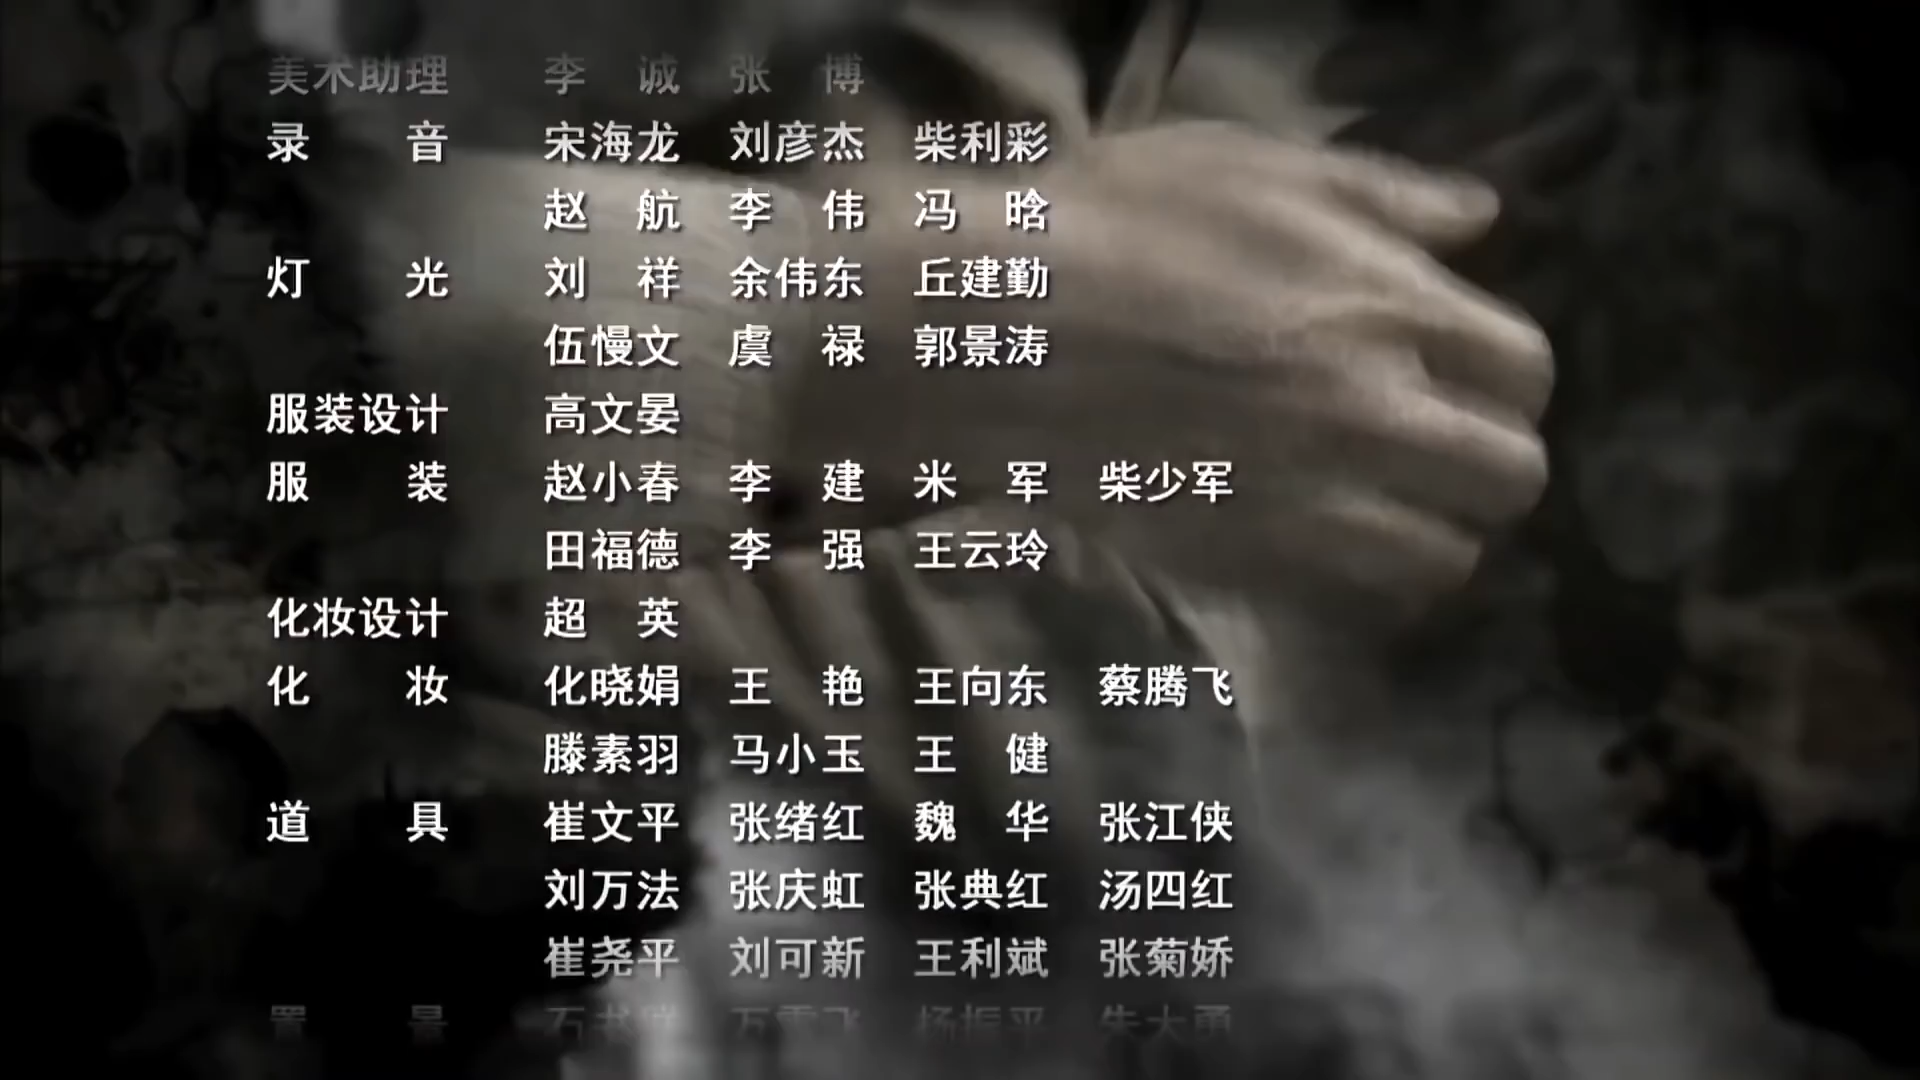 美术助理 李诚 张博
录音 宋海龙 刘彦杰 柴利彩
赵航 李伟 冯晗
灯光 刘祥 余伟东 丘建勤
伍慢文 虞禄 郭景涛
服装设计 高文晏
服装 赵小春 李建 米军 柴少军
田福德 李强 王云玲
化妆设计 超英
化妆 化晓娟 王艳 王向东 蔡腾飞
滕素羽 马小玉 王健
道具 崔文平 张绪红 魏华 张江侠
刘万法 张庆虹 张典红 汤四红
崔尧平 刘可新 王利斌 张菊娇
置景